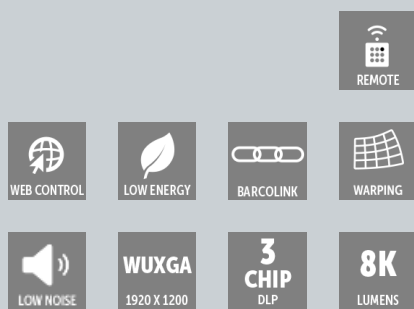 REMOTE
WEB CONTROL
LOW ENERGY
BARCOLINK
WARPING
LOW NOISE
WUXGA
1920 X 1200
3
CHIP
DLP
8K
LUMENS